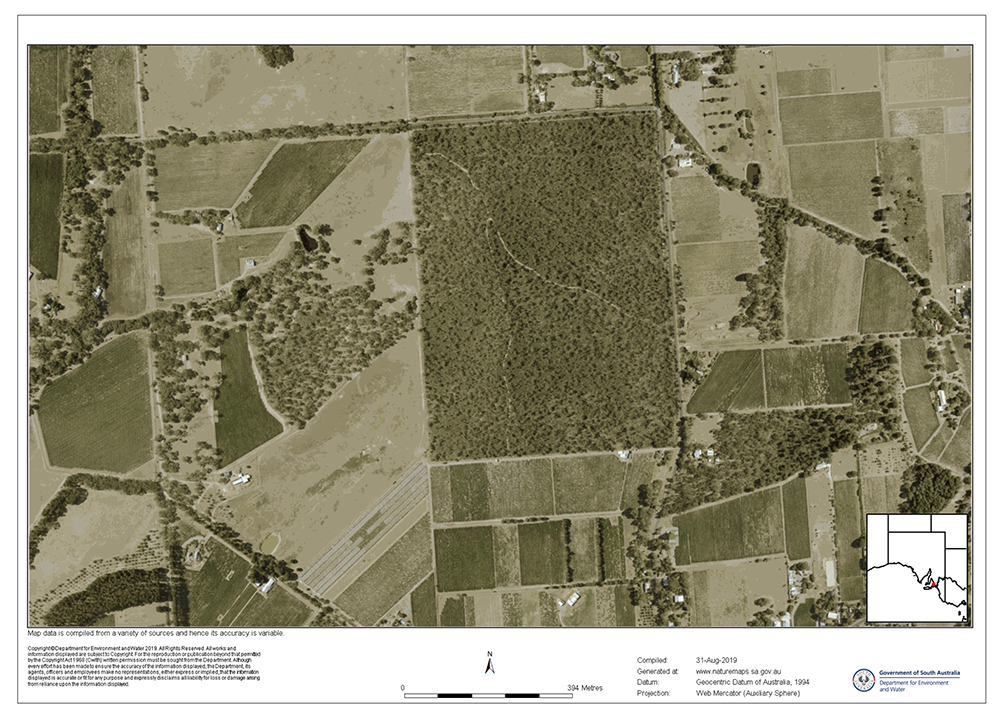 Map data is compiled from a variety of sources and hence its accuracy is variable.
Copyright©Department for Environment and Water 2019. All Rights Reserved. All works and
information displayed are subject to Copyright. For the reproduction or publication beyond that permitted
by the Copyright Act 1968 (Cwlth) written permission must be sought from the Department. Although
every effort has been made to ensure the accuracy of the information displayed, the Department, its
agents, officers and employees make no representations, either express or implied, that the information
displayed is accurate or fit for any purpose and expressly disclaims all liability for loss or damage arising
from reliance upon the information displayed.
N
0 394 Metres
Compiled: 31-Aug-2019
Generated at: www.naturemaps.sa.gov.au
Datum: Geocentric Datum of Australia, 1994
Projection: Web Mercator (Auxiliary Sphere)
Government of South Australia
Department for Environment
and Water